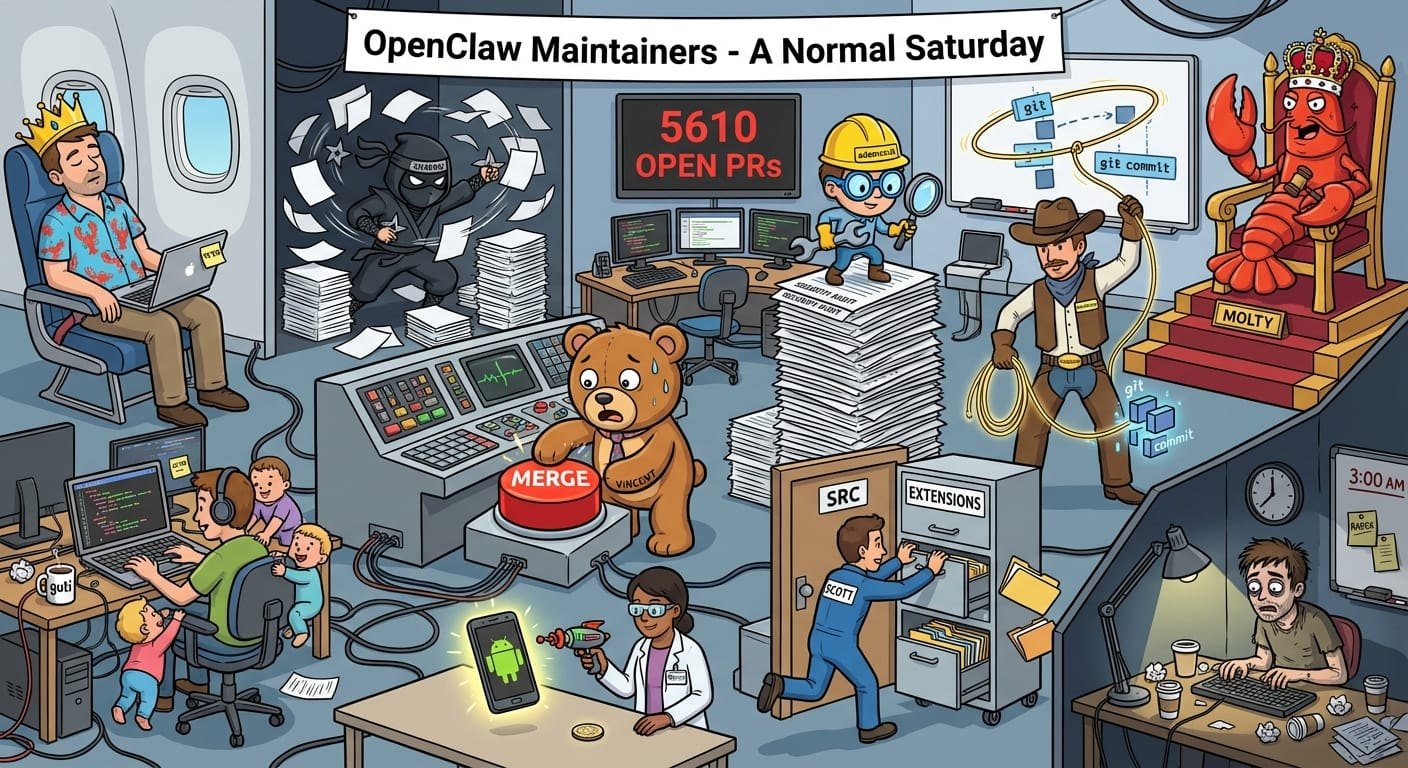 OpenClaw Maintainers - A Normal Saturday
5610
OPEN PRs
git
git commit
MOLTY
git
commit
MERGE
VINCENT
SRC
EXTENSIONS
SCOTT
guti
3:00 AM